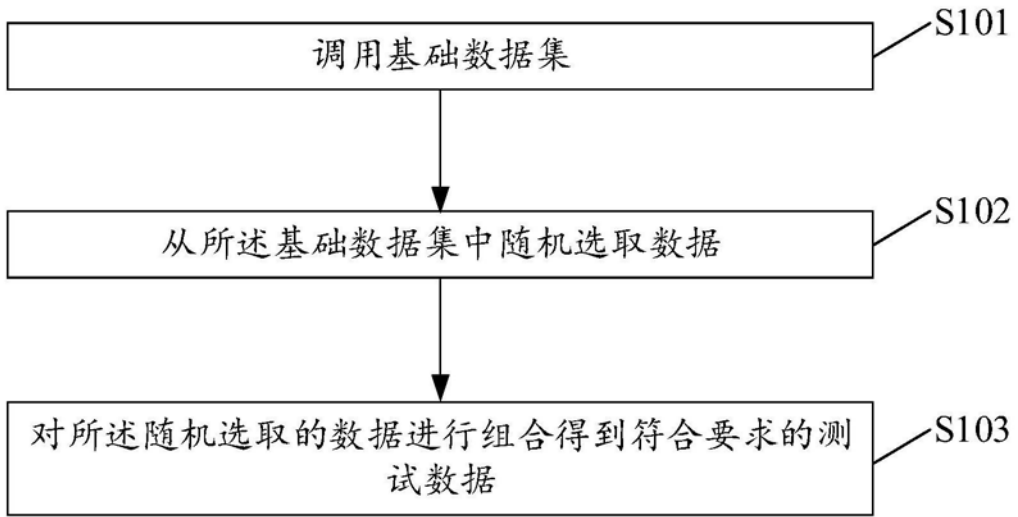 调用基础数据集
S101
从所述基础数据集中随机选取数据
S102
对所述随机选取的数据进行组合得到符合要求的测
试数据
S103